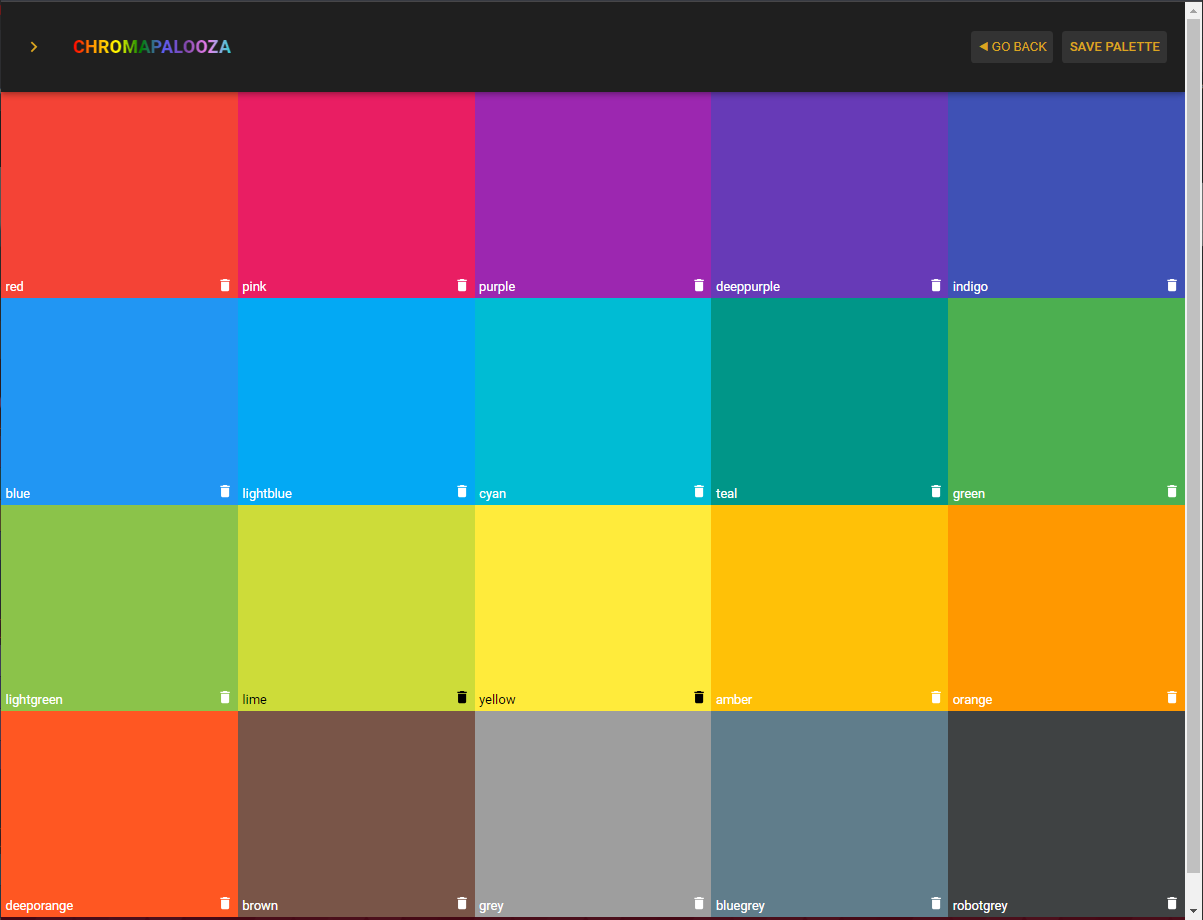 CHROMAPALOOZA
GO BACK
SAVE PALETTE
red
pink
purple
deeppurple
indigo
blue
lightblue
cyan
teal
green
lightgreen
lime
yellow
amber
orange
deeporange
brown
grey
bluegrey
robotgrey